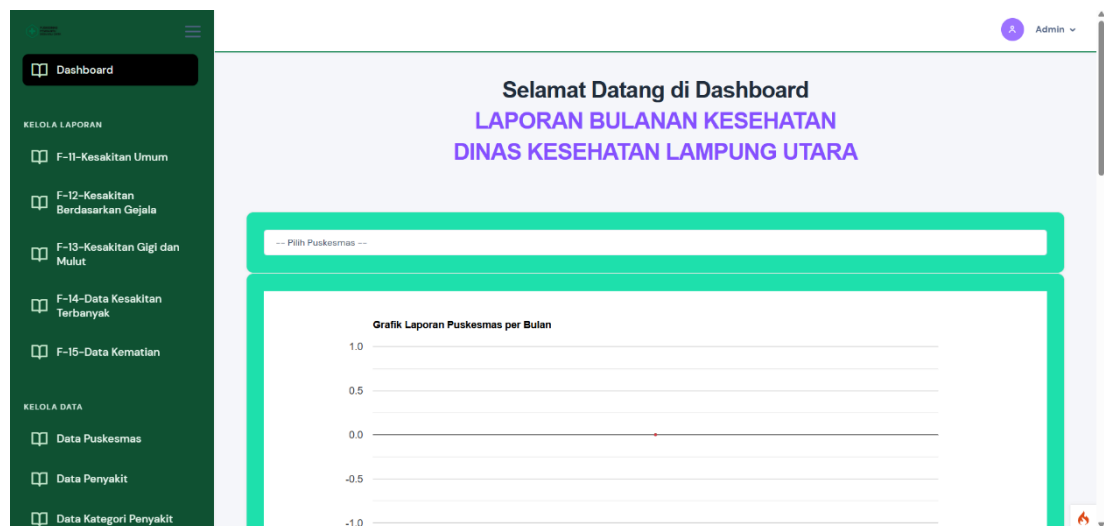 Dashboard
KELOLA LAPORAN
F-11-Kesakitan Umum
F-12-Kesakitan
Berdasarkan Gejala
F-13-Kesakitan Gigi dan
Mulut
F-14-Data Kesakitan
Terbanyak
F-15-Data Kematian
KELOLA DATA
Data Puskesmas
Data Penyakit
Data Kategori Penyakit
Admin
Selamat Datang di Dashboard
LAPORAN BULANAN KESEHATAN
DINAS KESEHATAN LAMPUNG UTARA
-- Pilih Puskesmas --
Grafik Laporan Puskesmas per Bulan
1.0
0.5
0.0
-0.5
-1.0